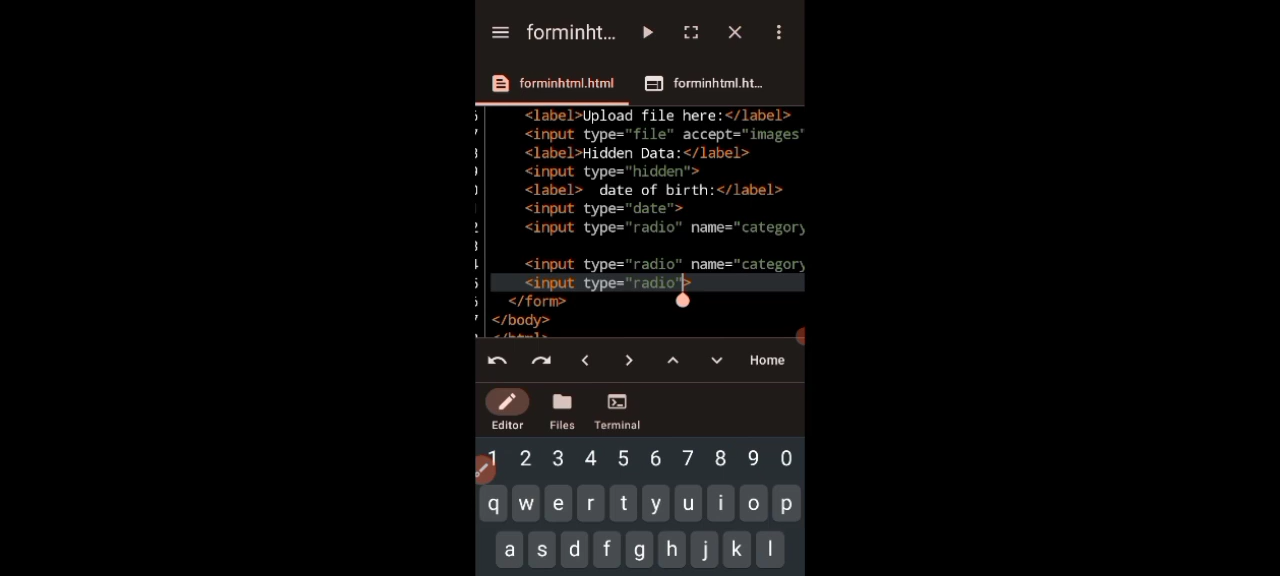 forminht...
forminhtml.html forminhtml.ht...
<label>Upload file here:</label>
<input type="file" accept="images"
<label>Hidden Data:</label>
<input type="hidden">
<label>  date of birth:</label>
<input type="date">
<input type="radio" name="category
<input type="radio" name="category
<input type="radio">
</form>
</body>
Home
Editor Files Terminal
1 2 3 4 5 6 7 8 9 0
q w e r t y u i o p
a s d f g h j k l